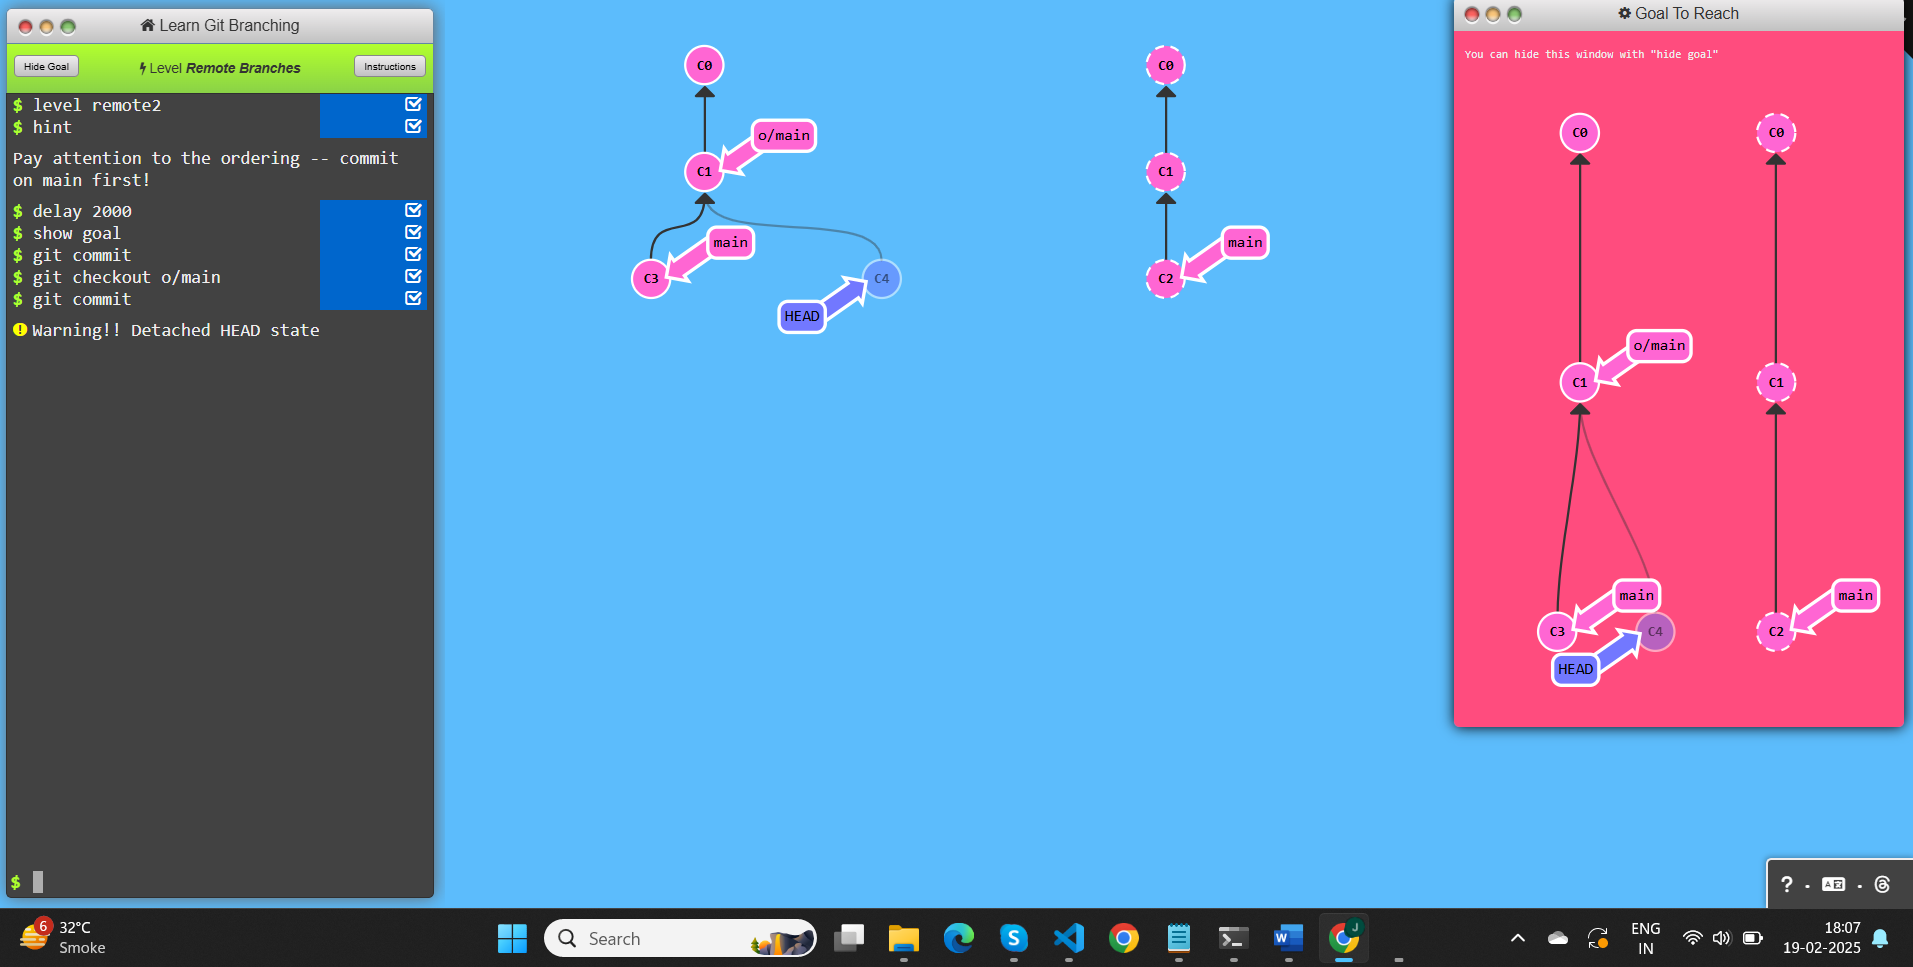 Learn Git Branching
Hide Goal
Level Remote Branches
Instructions
$ level remote2
$ hint
Pay attention to the ordering -- commit
on main first!
$ delay 2000
$ show goal
$ git commit
$ git checkout o/main
$ git commit
Warning!! Detached HEAD state
$
C0
o/main
C1
main
C3
C4
HEAD
C0
C1
main
C2
Goal To Reach
You can hide this window with "hide goal"
C0
C0
o/main
C1
C1
main
main
C3
C4
C2
HEAD
?
6
32°C
Smoke
Search
J
ENG
IN
18:07
19-02-2025